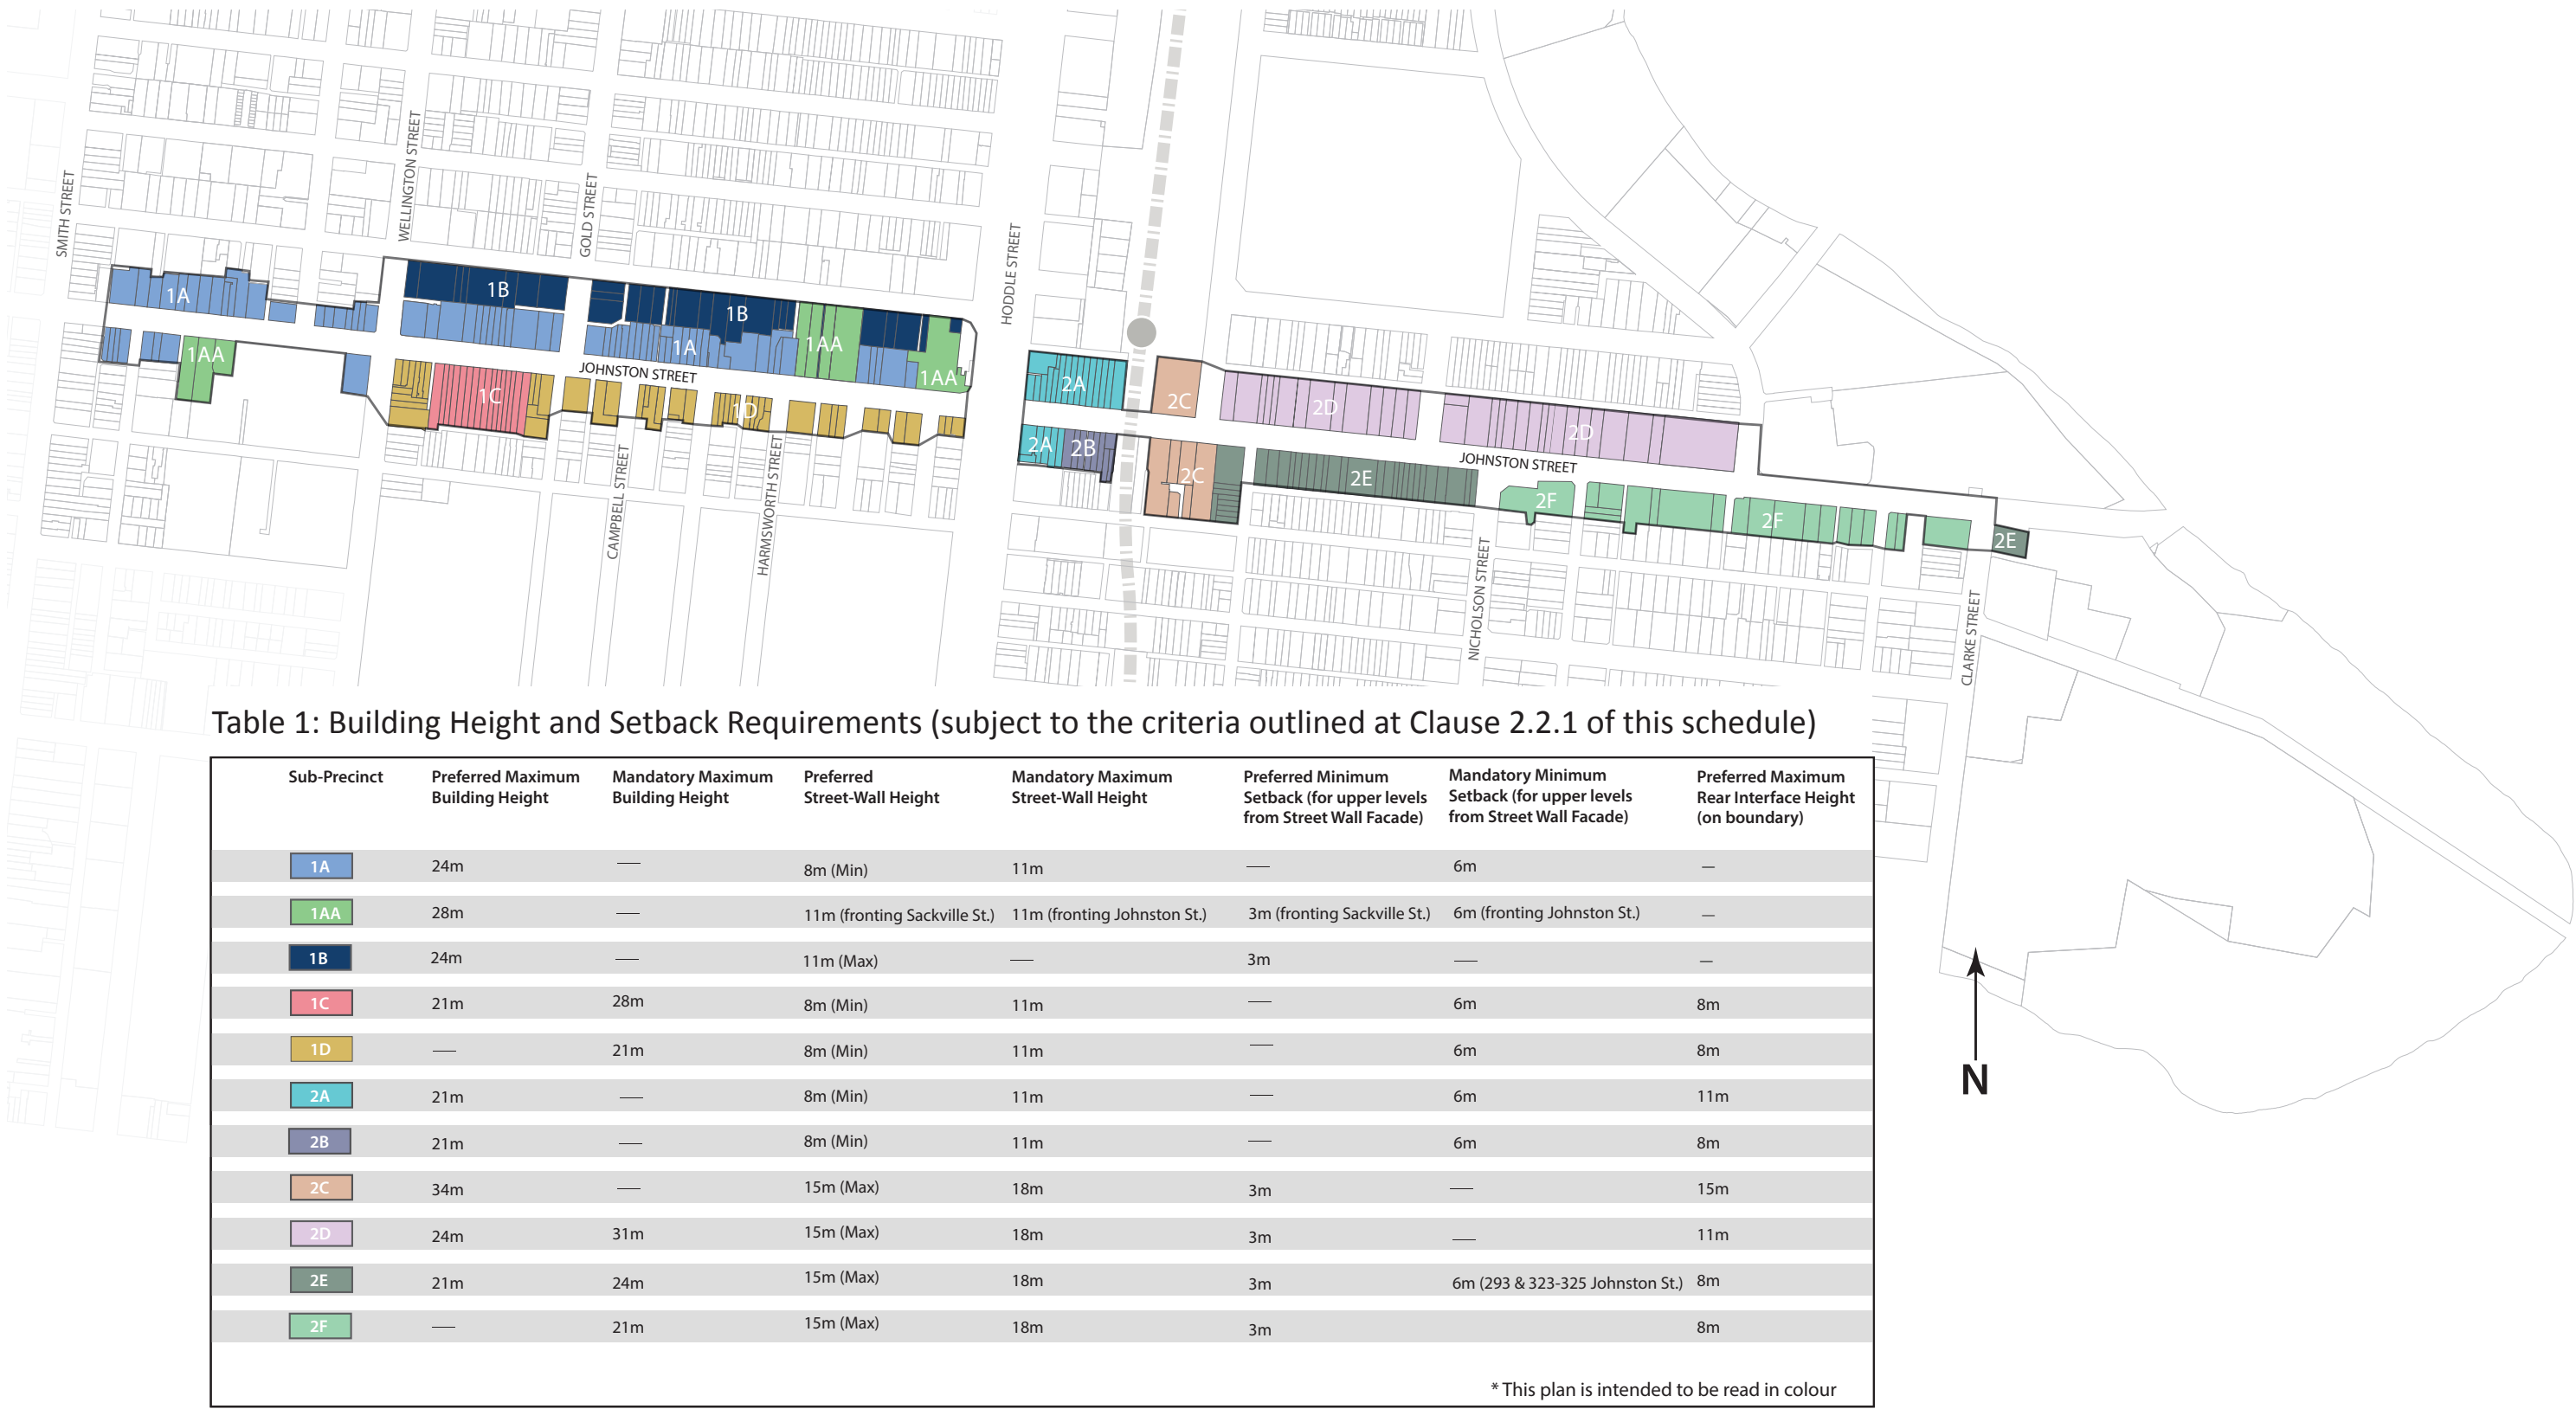 SMITH STREET
WELLINGTON STREET
GOLD STREET
HODDLE STREET
1A
1B
1B
1A
1AA
1AA
1AA
JOHNSTON STREET
1C
1D
2A
2C
2D
2D
2A
2B
2C
2E
JOHNSTON STREET
2F
2F
2E
CAMPBELL STREET
HARMSWORTH STREET
NICHOLSON STREET
CLARKE STREET
Table 1: Building Height and Setback Requirements (subject to the criteria outlined at Clause 2.2.1 of this schedule)
Sub-Precinct Preferred Maximum Building Height Mandatory Maximum Building Height Preferred Street-Wall Height Mandatory Maximum Street-Wall Height Preferred Minimum Setback (for upper levels from Street Wall Facade) Mandatory Minimum Setback (for upper levels from Street Wall Facade) Preferred Maximum Rear Interface Height (on boundary)
1A 24m — 8m (Min) 11m — 6m —
1AA 28m — 11m (fronting Sackville St.) 11m (fronting Johnston St.) 3m (fronting Sackville St.) 6m (fronting Johnston St.) —
1B 24m — 11m (Max) — 3m — —
1C 21m 28m 8m (Min) 11m — 6m 8m
1D — 21m 8m (Min) 11m — 6m 8m
2A 21m — 8m (Min) 11m — 6m 11m
2B 21m — 8m (Min) 11m — 6m 8m
2C 34m — 15m (Max) 18m 3m — 15m
2D 24m 31m 15m (Max) 18m 3m — 11m
2E 21m 24m 15m (Max) 18m 3m 6m (293 & 323-325 Johnston St.) 8m
2F — 21m 15m (Max) 18m 3m 8m
* This plan is intended to be read in colour
N